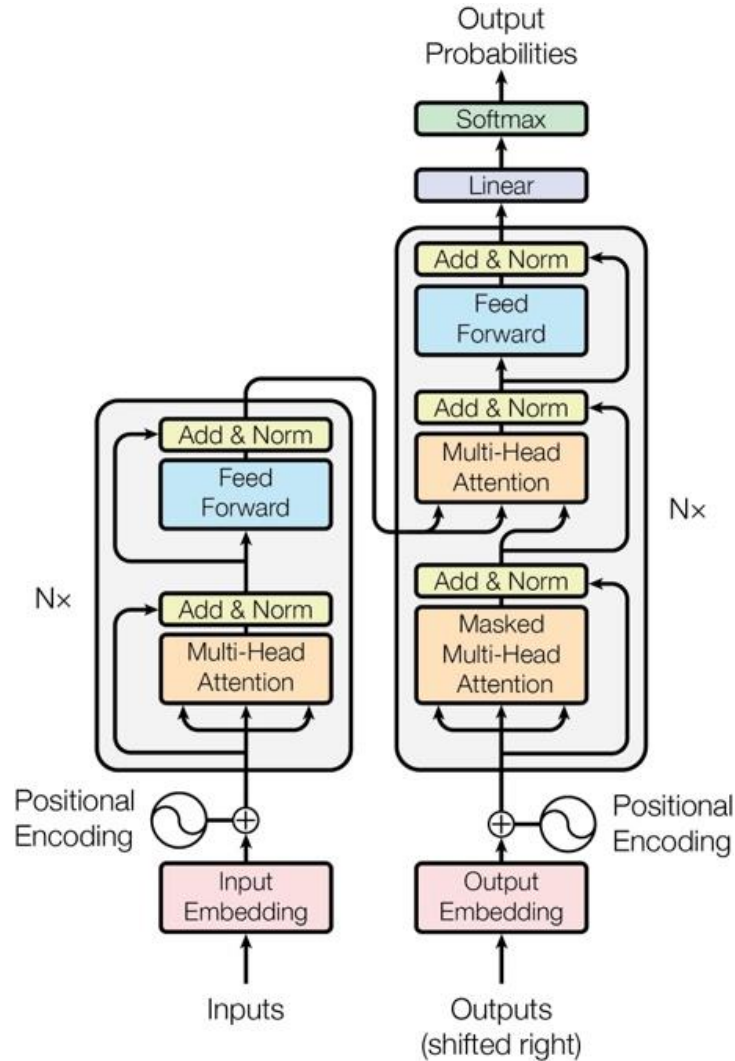 Output
Probabilities
Softmax
Linear
Add & Norm
Feed
Forward
Add & Norm
Multi-Head
Attention
Add & Norm
Masked
Multi-Head
Attention
N×
Add & Norm
Feed
Forward
Add & Norm
Multi-Head
Attention
N×
Positional
Encoding
Positional
Encoding
Input
Embedding
Output
Embedding
Inputs
Outputs
(shifted right)